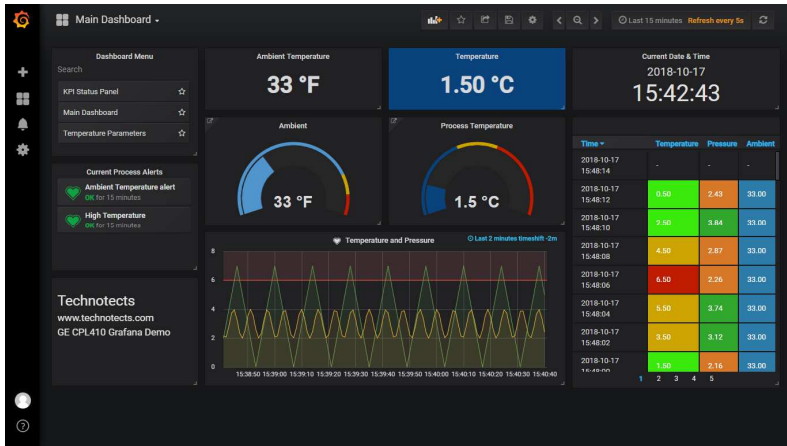 Main Dashboard
Last 15 minutes Refresh every 5s
Dashboard Menu
Search
KPI Status Panel
Main Dashboard
Temperature Parameters
Current Process Alerts
Ambient Temperature alert
OK for 15 minutes
High Temperature
OK for 15 minutes
Technotects
www.technotects.com
GE CPL410 Grafana Demo
Ambient Temperature
33 °F
Temperature
1.50 °C
Current Date & Time
2018-10-17
15:42:43
Ambient
33 °F
Process Temperature
1.5 °C
Temperature and Pressure
Last 2 minutes timeshift -2m
8
6
4
2
0
15:38:50 15:39:00 15:39:10 15:39:20 15:39:30 15:39:40 15:39:50 15:40:00 15:40:10 15:40:20 15:40:30 15:40:40
Time Temperature Pressure Ambient
2018-10-17
15:48:14 - - -
2018-10-17
15:48:12 0.50 2.43 33.00
2018-10-17
15:48:10 2.50 3.84 33.00
2018-10-17
15:48:08 4.50 2.87 33.00
2018-10-17
15:48:06 6.50 2.26 33.00
2018-10-17
15:48:04 5.50 3.74 33.00
2018-10-17
15:48:02 3.50 3.12 33.00
2018-10-17
15:48:00 1.50 2.16 33.00
1 2 3 4 5